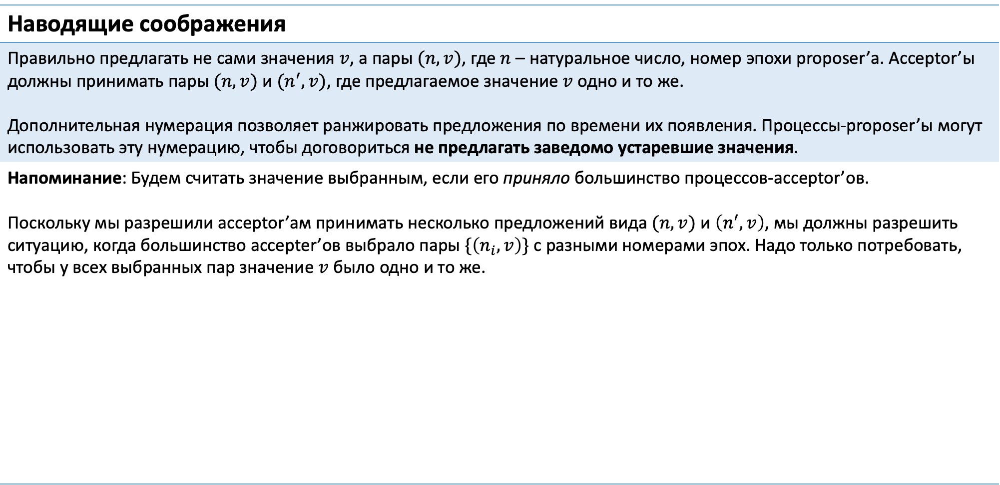 Наводящие соображения
Правильно предлагать не сами значения 𝑣, а пары (𝑛, 𝑣), где 𝑛 – натуральное число, номер эпохи proposer’а. Acceptor’ы
должны принимать пары (𝑛, 𝑣) и (𝑛′, 𝑣), где предлагаемое значение 𝑣 одно и то же.
Дополнительная нумерация позволяет ранжировать предложения по времени их появления. Процессы-proposer’ы могут
использовать эту нумерацию, чтобы договориться не предлагать заведомо устаревшие значения.
Напоминание: Будем считать значение выбранным, если его приняло большинство процессов-acceptor’ов.
Поскольку мы разрешили acceptor’ам принимать несколько предложений вида (𝑛, 𝑣) и (𝑛′, 𝑣), мы должны разрешить
ситуацию, когда большинство accepter’ов выбрало пары {(𝑛ᵢ, 𝑣)} с разными номерами эпох. Надо только потребовать,
чтобы у всех выбранных пар значение 𝑣 было одно и то же.